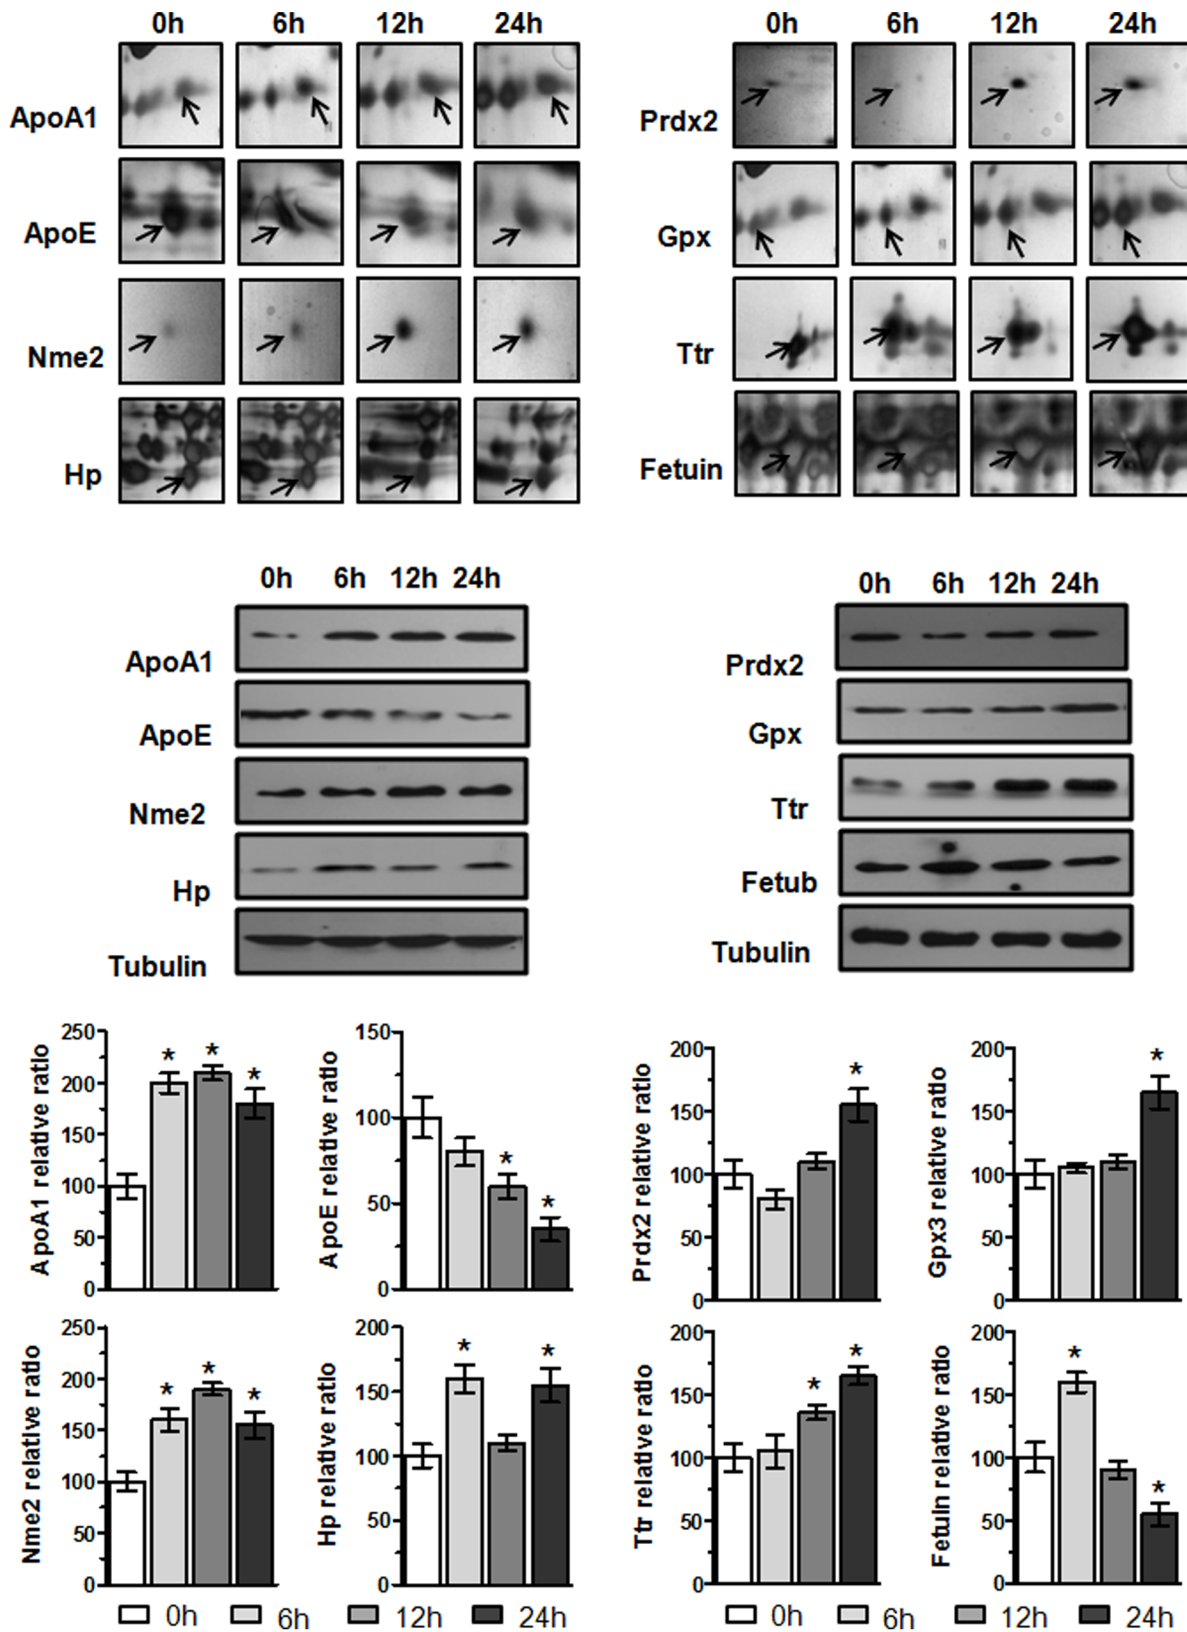 0h 6h 12h 24h
ApoA1
ApoE
Nme2
Hp
0h 6h 12h 24h
Prdx2
Gpx
Ttr
Fetuin
0h 6h 12h 24h
ApoA1
ApoE
Nme2
Hp
Tubulin
0h 6h 12h 24h
Prdx2
Gpx
Ttr
Fetub
Tubulin
ApoA1 relative ratio
250
200
150
100
50
0
* * *
ApoE relative ratio
150
100
50
0
* *
Prdx2 relative ratio
200
150
100
50
0
*
Gpx3 relative ratio
200
150
100
50
0
*
Nme2 relative ratio
250
200
150
100
50
0
* * *
Hp relative ratio
200
150
100
50
0
* *
Ttr relative ratio
200
150
100
50
0
* *
Fetuin relative ratio
200
150
100
50
0
* *
0h 6h 12h 24h
0h 6h 12h 24h